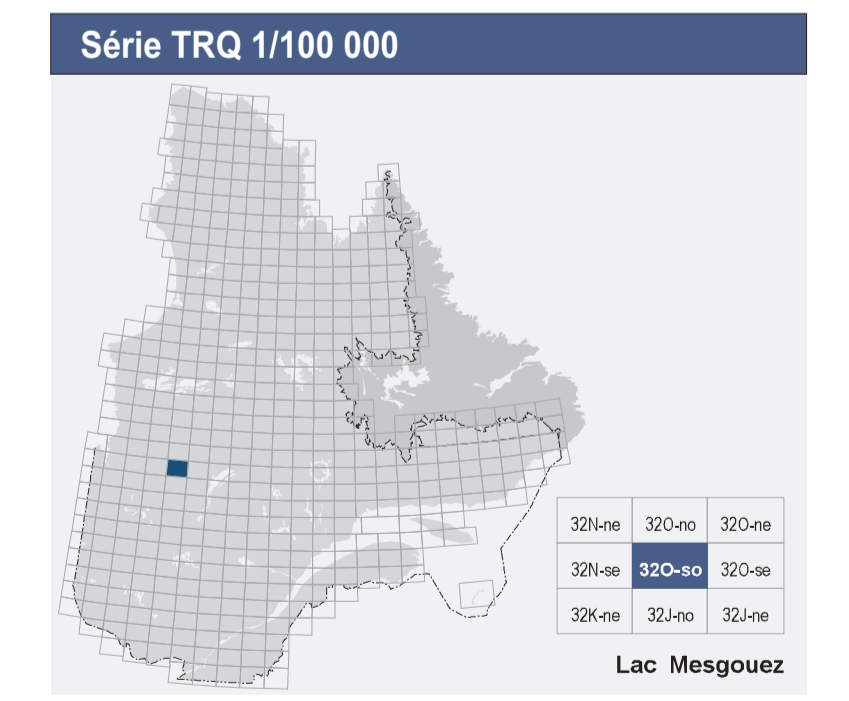 Série TRQ 1/100 000
32N-ne 32O-no 32O-ne
32N-se 32O-so 32O-se
32K-ne 32J-no 32J-ne
Lac Mesgouez